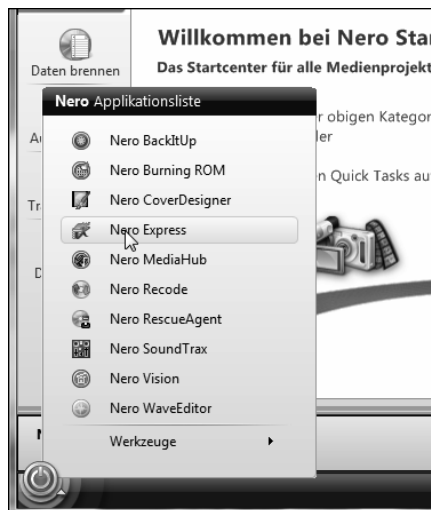 Willkommen bei Nero Star
Das Startcenter für alle Medienprojekt
Daten brennen
Nero Applikationsliste
r obigen Kategor
ler
n Quick Tasks au
Nero BackItUp
Nero Burning ROM
Nero CoverDesigner
Nero Express
Nero MediaHub
Nero Recode
Nero RescueAgent
Nero SoundTrax
Nero Vision
Nero WaveEditor
Werkzeuge